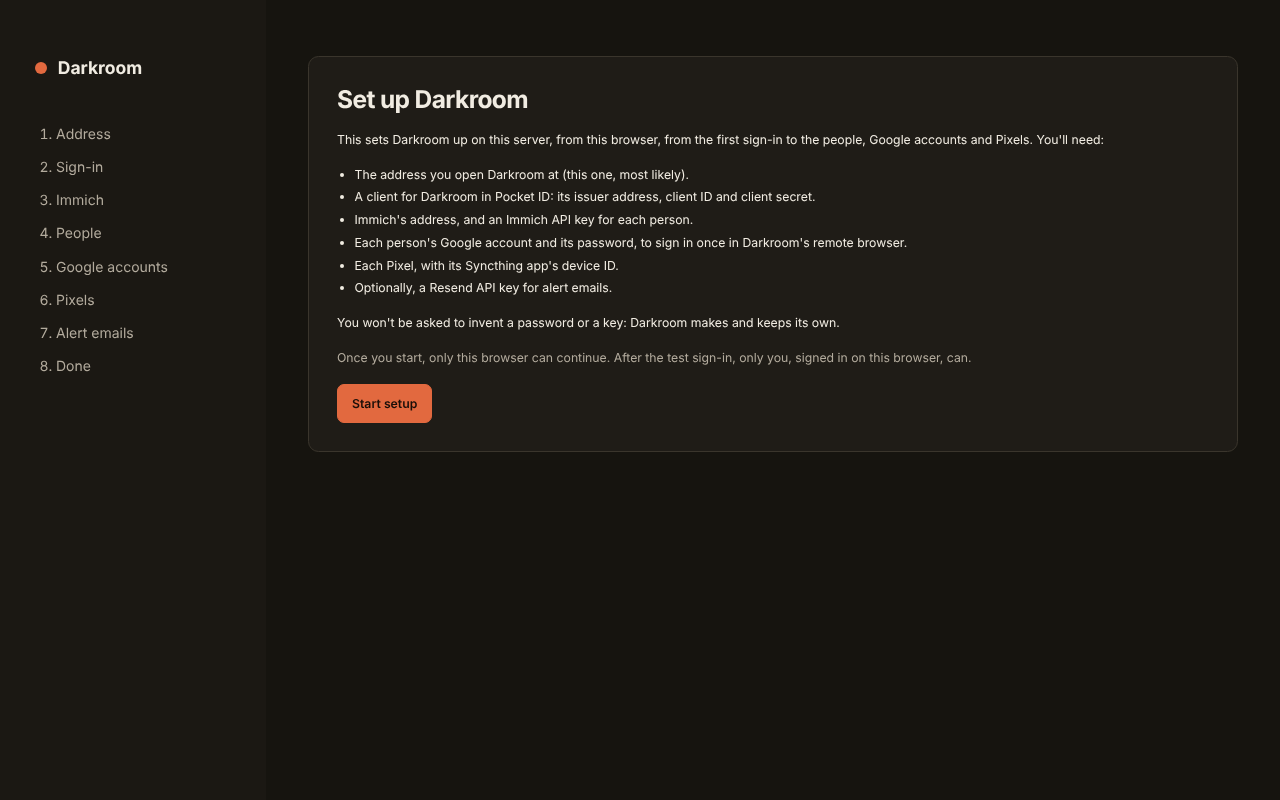 Darkroom
1. Address
2. Sign-in
3. Immich
4. People
5. Google accounts
6. Pixels
7. Alert emails
8. Done
Set up Darkroom
This sets Darkroom up on this server, from this browser, from the first sign-in to the people, Google accounts and Pixels. You'll need:
• The address you open Darkroom at (this one, most likely).
• A client for Darkroom in Pocket ID: its issuer address, client ID and client secret.
• Immich's address, and an Immich API key for each person.
• Each person's Google account and its password, to sign in once in Darkroom's remote browser.
• Each Pixel, with its Syncthing app's device ID.
• Optionally, a Resend API key for alert emails.
You won't be asked to invent a password or a key: Darkroom makes and keeps its own.
Once you start, only this browser can continue. After the test sign-in, only you, signed in on this browser, can.
Start setup